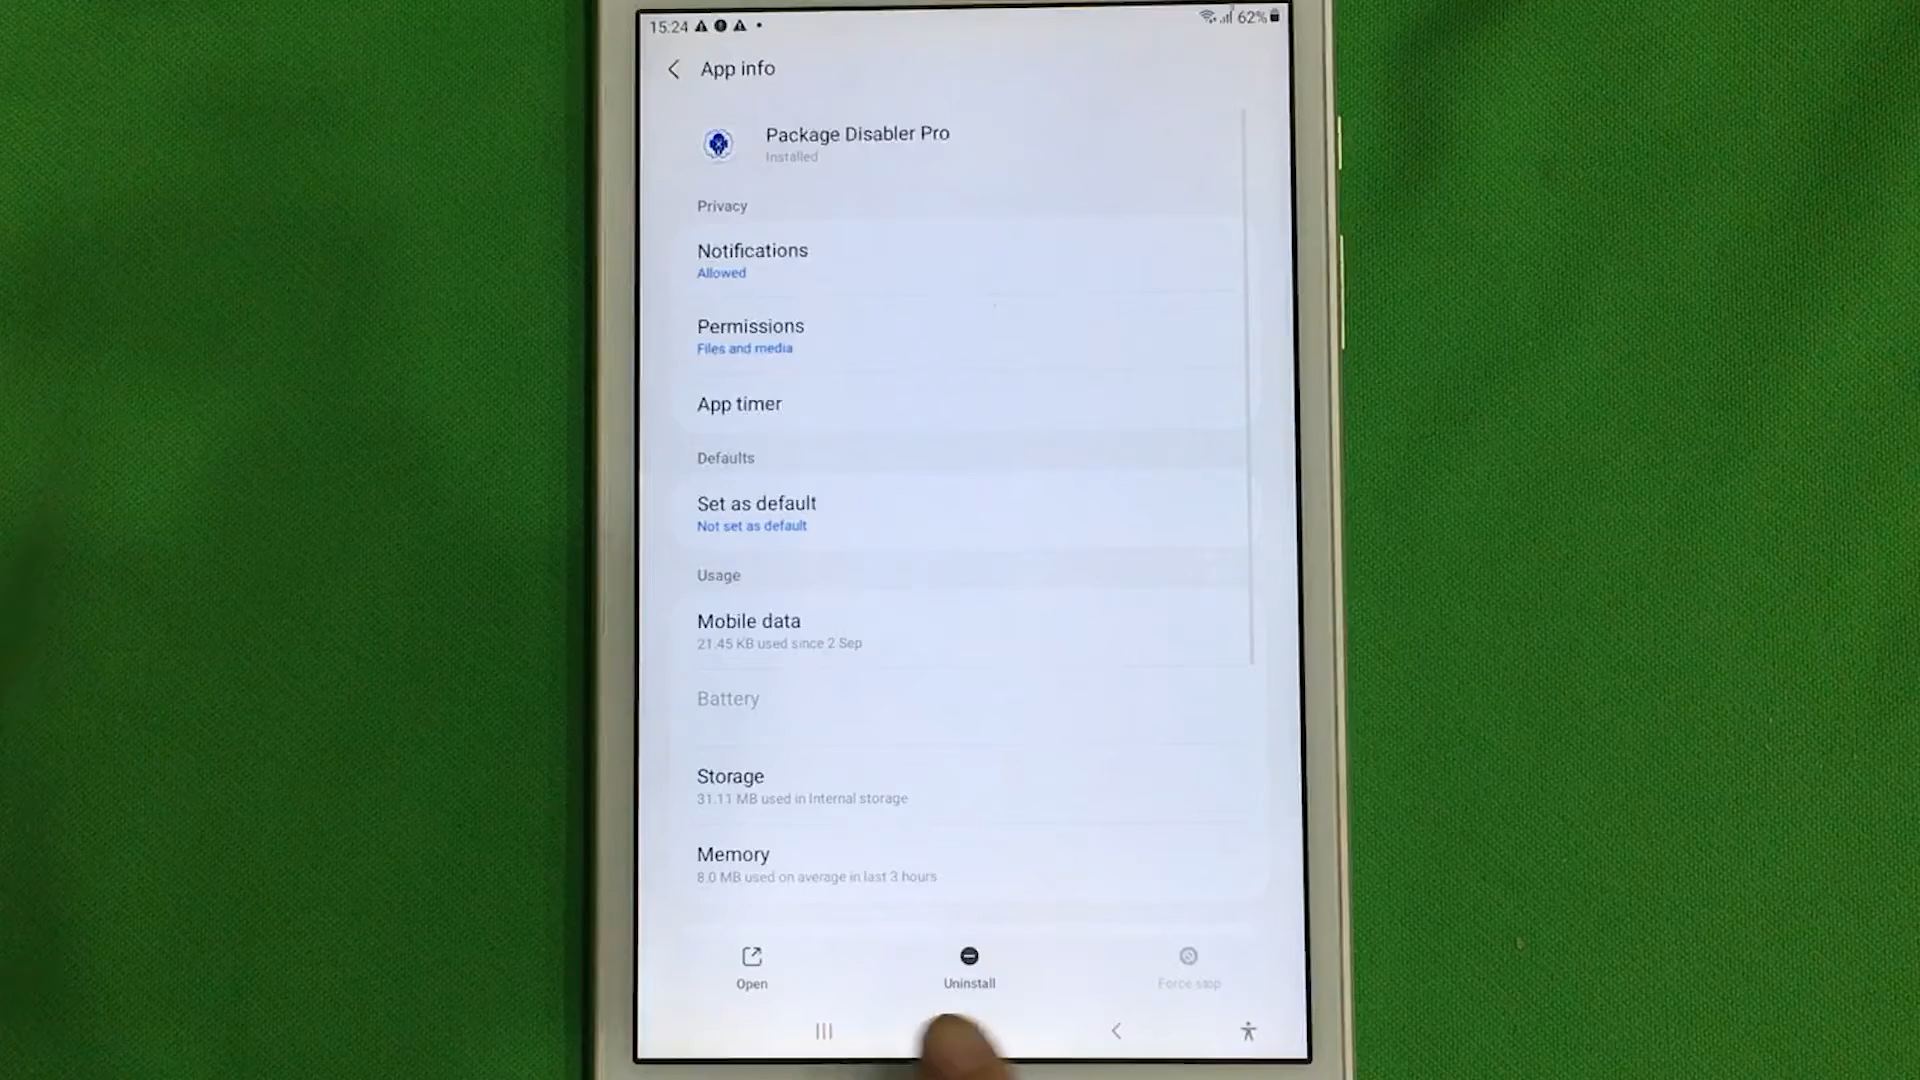 15:24
62%
App info
Package Disabler Pro
Installed
Privacy
Notifications
Allowed
Permissions
Files and media
App timer
Defaults
Set as default
Not set as default
Usage
Mobile data
21.45 KB used since 2 Sep
Battery
Storage
31.11 MB used in Internal storage
Memory
8.0 MB used on average in last 3 hours
Open
Uninstall
Force stop